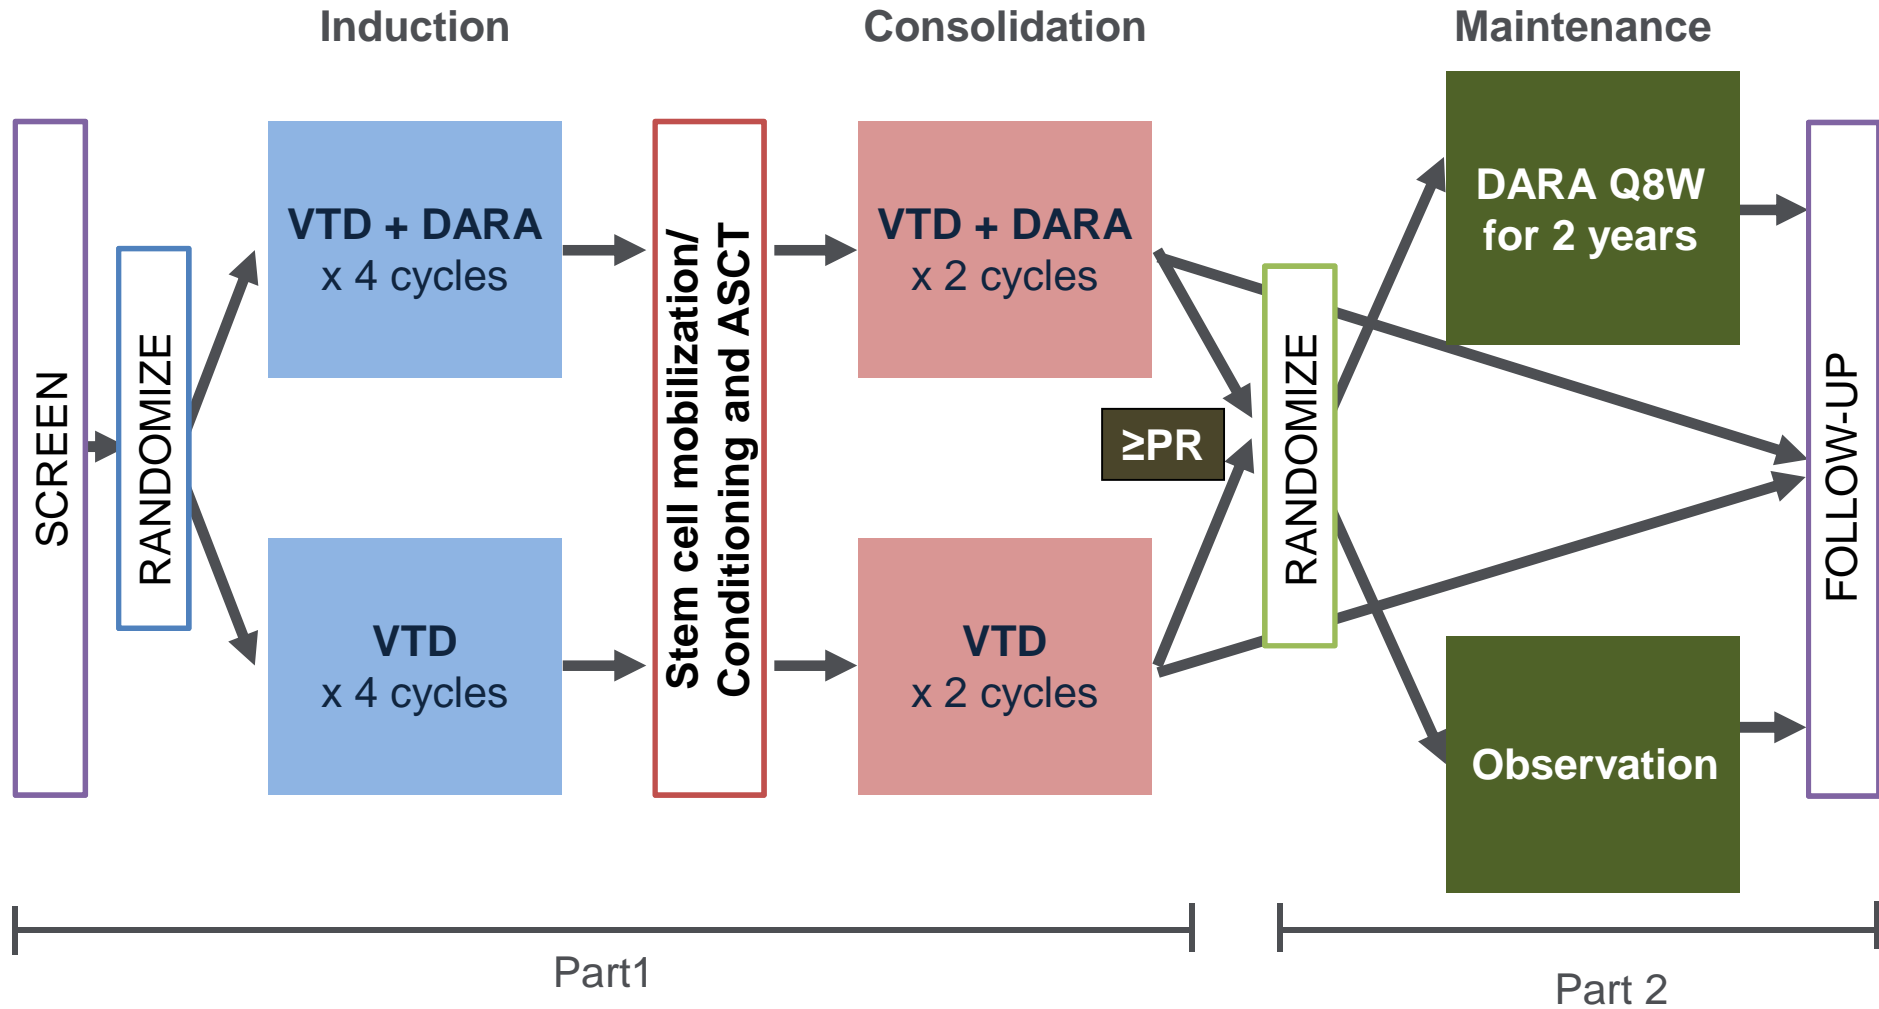 Induction
Consolidation
Maintenance
SCREEN
RANDOMIZE
VTD + DARA
x 4 cycles
VTD
x 4 cycles
Stem cell mobilization/
Conditioning and ASCT
VTD + DARA
x 2 cycles
VTD
x 2 cycles
≥PR
RANDOMIZE
DARA Q8W
for 2 years
Observation
FOLLOW-UP
Part1
Part 2